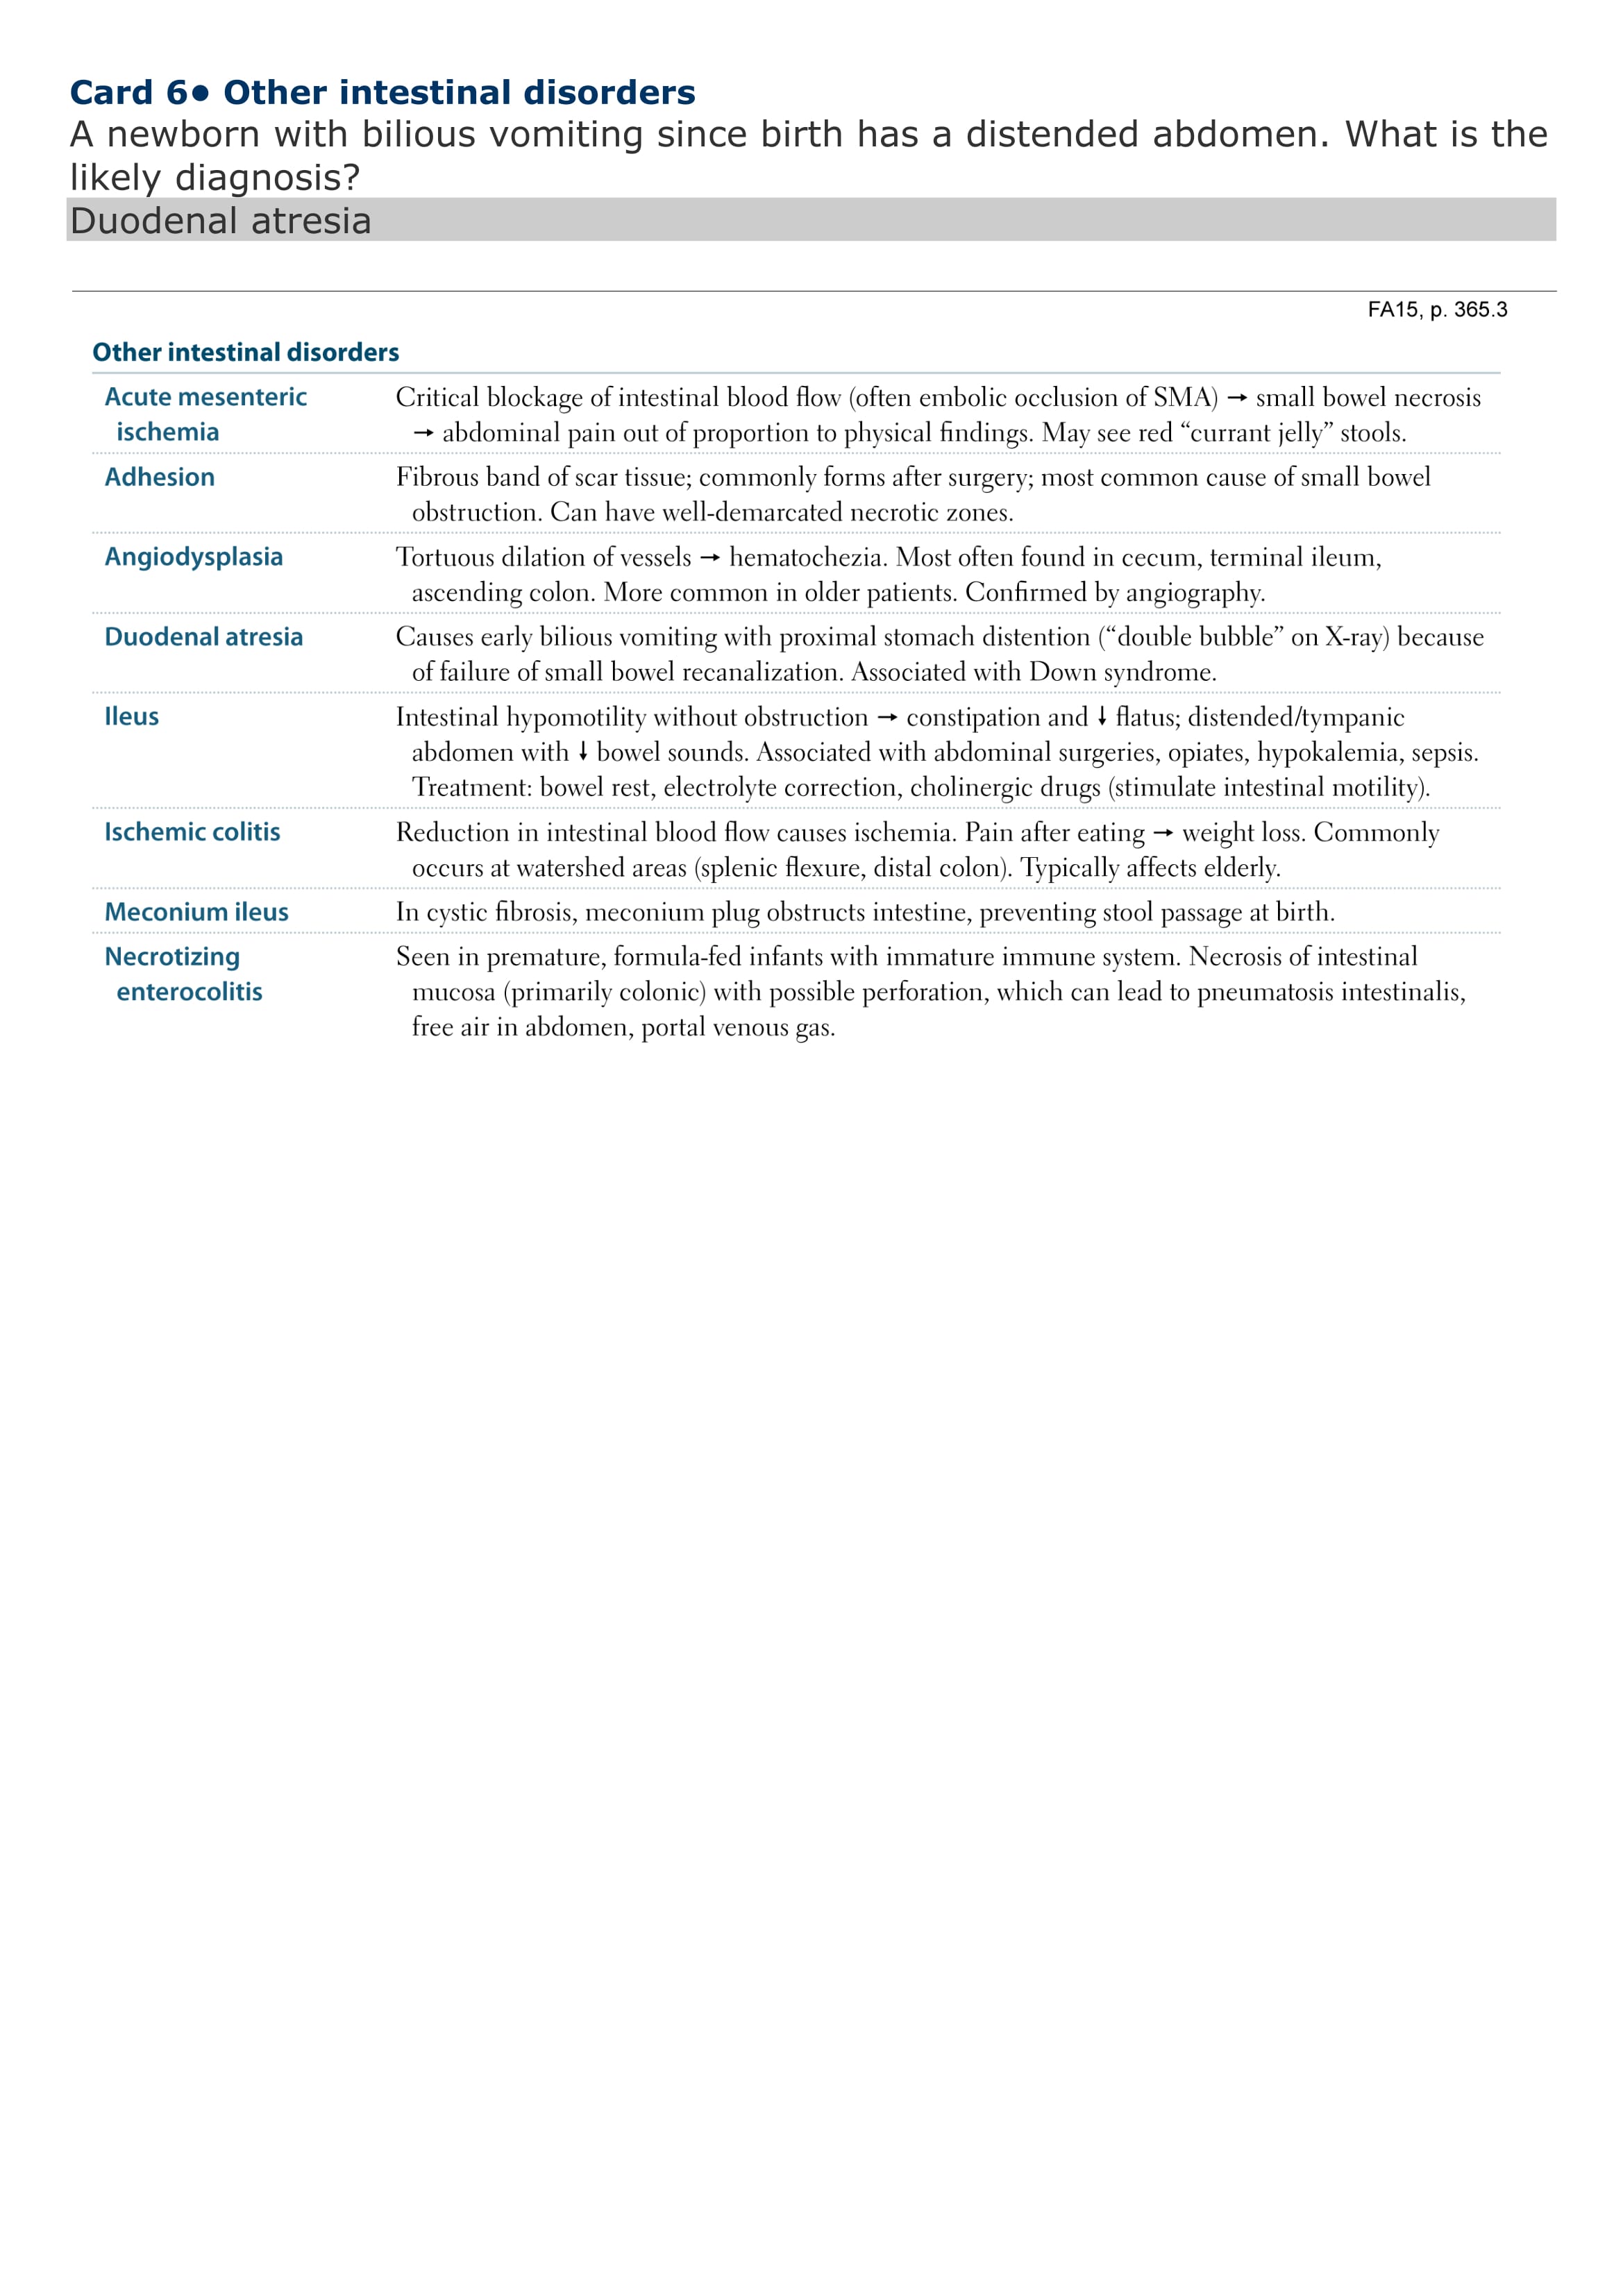 Card 6• Other intestinal disorders
A newborn with bilious vomiting since birth has a distended abdomen. What is the
likely diagnosis?
Duodenal atresia
FA15, p. 365.3
Other intestinal disorders
Acute mesenteric ischemia
Critical blockage of intestinal blood flow (often embolic occlusion of SMA) → small bowel necrosis
→ abdominal pain out of proportion to physical findings. May see red “currant jelly” stools.
Adhesion
Fibrous band of scar tissue; commonly forms after surgery; most common cause of small bowel
obstruction. Can have well-demarcated necrotic zones.
Angiodysplasia
Tortuous dilation of vessels → hematochezia. Most often found in cecum, terminal ileum,
ascending colon. More common in older patients. Confirmed by angiography.
Duodenal atresia
Causes early bilious vomiting with proximal stomach distention (“double bubble” on X-ray) because
of failure of small bowel recanalization. Associated with Down syndrome.
Ileus
Intestinal hypomotility without obstruction → constipation and ↓ flatus; distended/tympanic
abdomen with ↓ bowel sounds. Associated with abdominal surgeries, opiates, hypokalemia, sepsis.
Treatment: bowel rest, electrolyte correction, cholinergic drugs (stimulate intestinal motility).
Ischemic colitis
Reduction in intestinal blood flow causes ischemia. Pain after eating → weight loss. Commonly
occurs at watershed areas (splenic flexure, distal colon). Typically affects elderly.
Meconium ileus
In cystic fibrosis, meconium plug obstructs intestine, preventing stool passage at birth.
Necrotizing
enterocolitis
Seen in premature, formula-fed infants with immature immune system. Necrosis of intestinal
mucosa (primarily colonic) with possible perforation, which can lead to pneumatosis intestinalis,
free air in abdomen, portal venous gas.